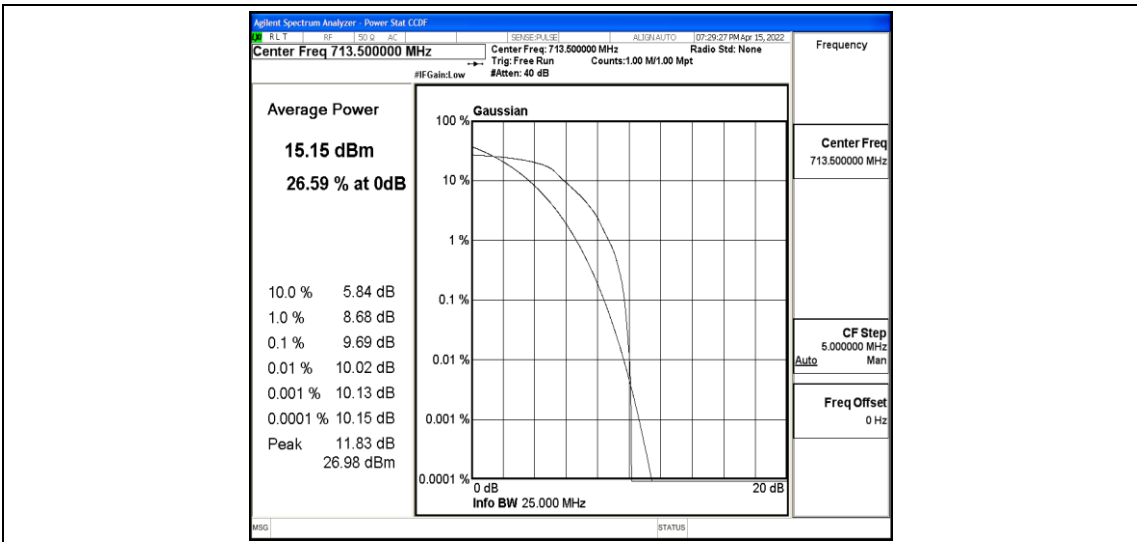 Agilent Spectrum Analyzer - Power Stat CCDF
LXI RL T RF 50 Ω AC SENSE:PULSE ALIGN AUTO 07:29:27 PM Apr 15, 2022
Center Freq 713.500000 MHz
Center Freq: 713.500000 MHz Radio Std: None
Trig: Free Run Counts:1.00 M/1.00 Mpt
#IFGain:Low #Atten: 40 dB
Frequency
Average Power
15.15 dBm
26.59 % at 0dB
10.0 % 5.84 dB
1.0 % 8.68 dB
0.1 % 9.69 dB
0.01 % 10.02 dB
0.001 % 10.13 dB
0.0001 % 10.15 dB
Peak 11.83 dB
26.98 dBm
Gaussian
100 %
10 %
1 %
0.1 %
0.01 %
0.001 %
0.0001 %
0 dB 20 dB
Info BW 25.000 MHz
Center Freq
713.500000 MHz
CF Step
5.000000 MHz
Auto Man
Freq Offset
0 Hz
MSG STATUS